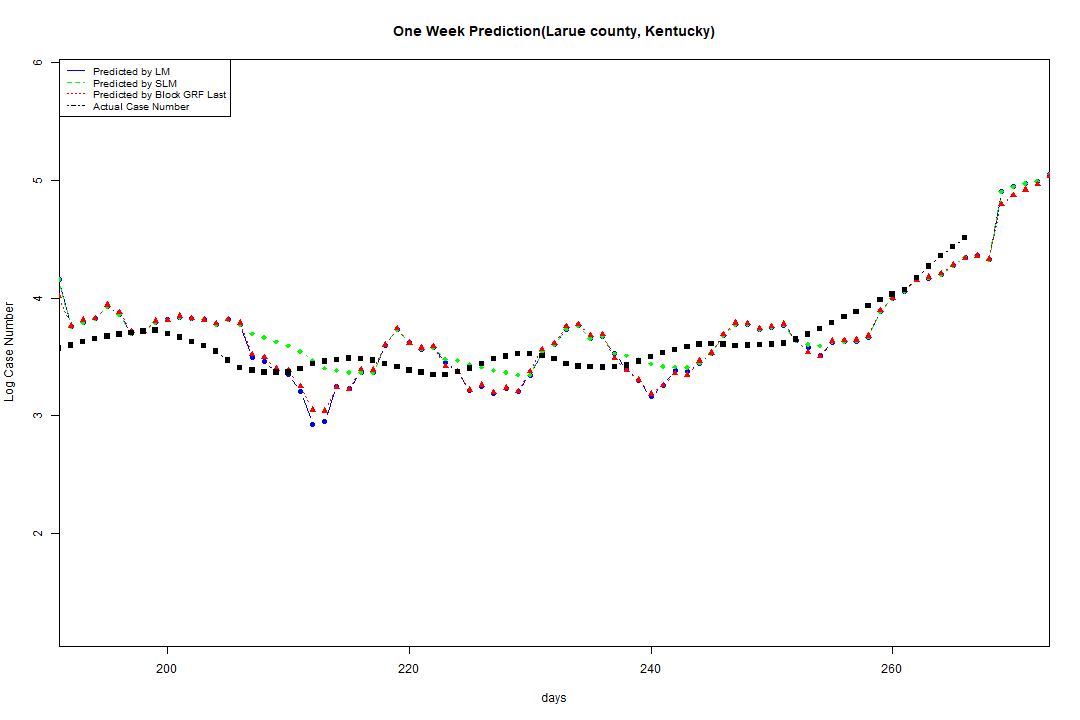 One Week Prediction(Larue county, Kentucky)
Predicted by LM
Predicted by SLM
Predicted by Block GRF Last
Actual Case Number
6
5
4
3
2
Log Case Number
200 220 240 260
days